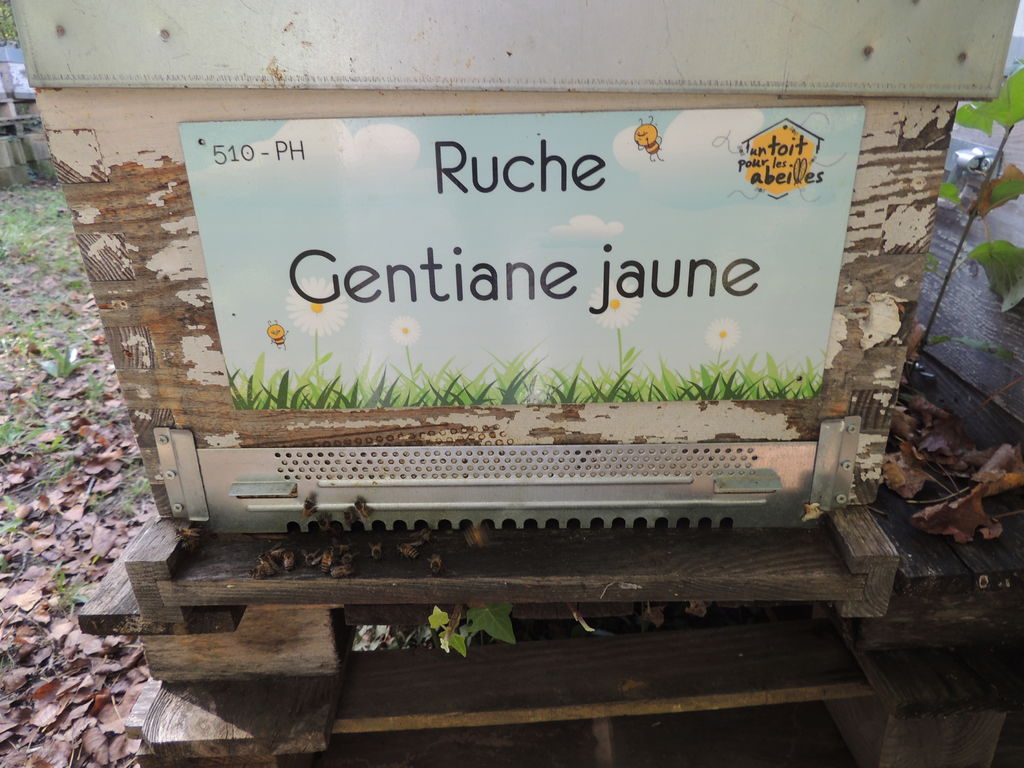 510 - PH
Ruche
un toit
pour les
abeilles
Gentiane jaune